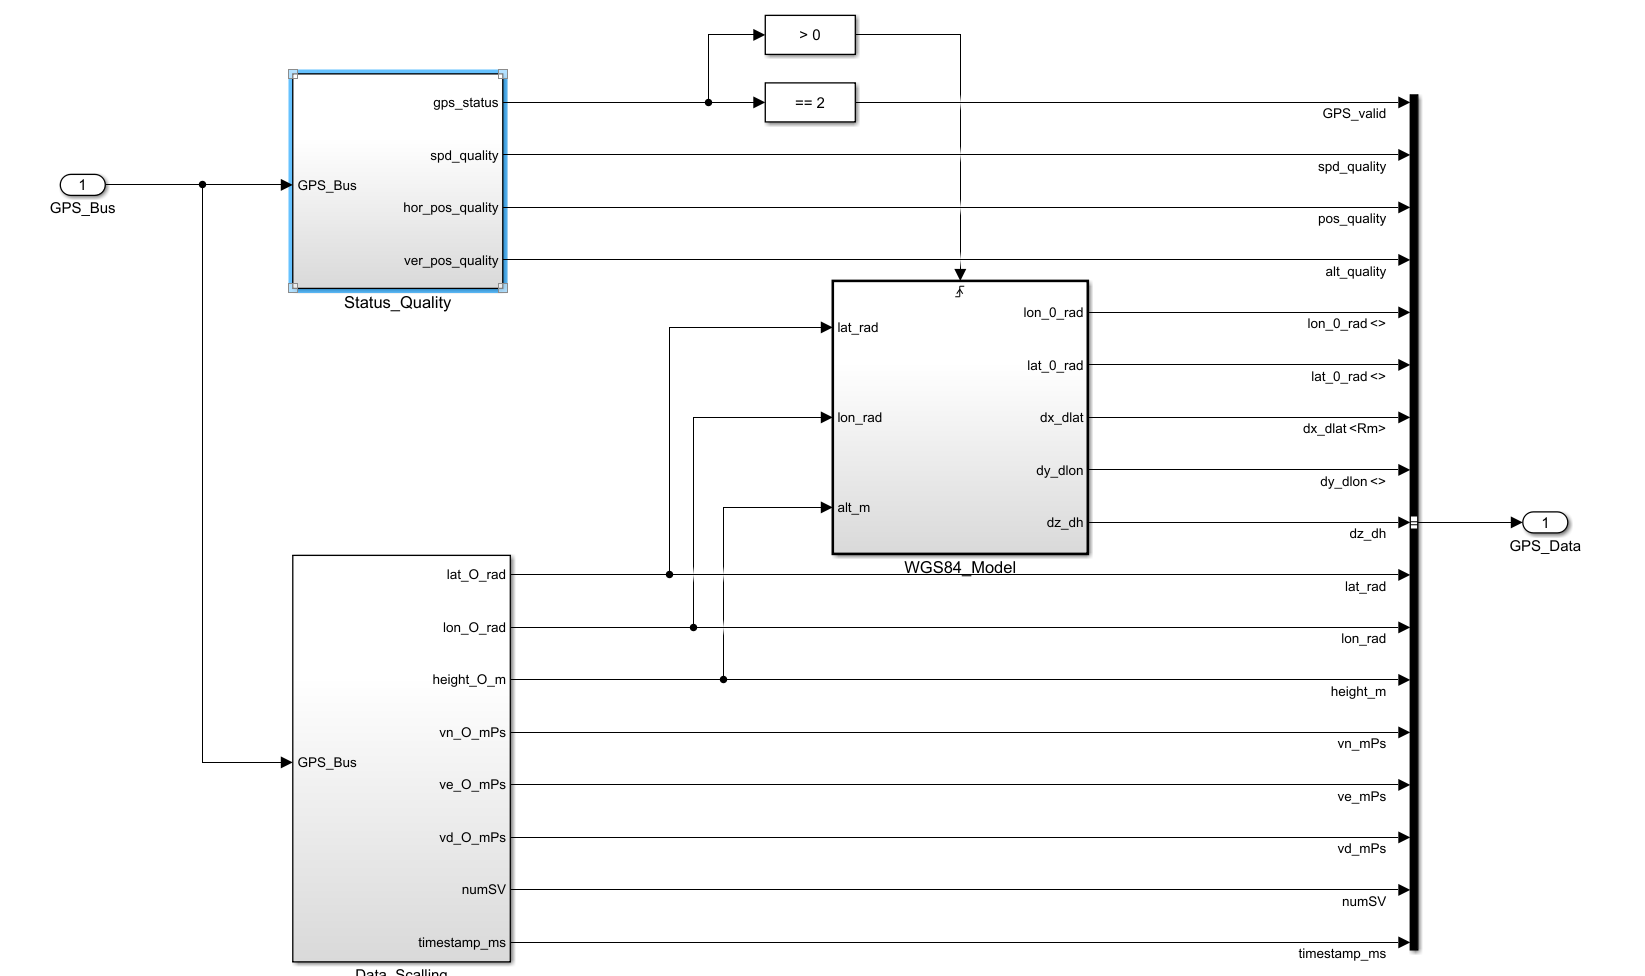 > 0
gps_status
== 2
GPS_valid
spd_quality
spd_quality
1
GPS_Bus
GPS_Bus
hor_pos_quality
pos_quality
ver_pos_quality
alt_quality
Status_Quality
lat_rad
lon_rad
alt_m
lon_0_rad
lon_0_rad <>
lat_0_rad
lat_0_rad <>
dx_dlat
dx_dlat <Rm>
dy_dlon
dy_dlon <>
dz_dh
dz_dh
1
GPS_Data
WGS84_Model
lat_O_rad
lat_rad
lon_O_rad
lon_rad
height_O_m
height_m
vn_O_mPs
vn_mPs
GPS_Bus
ve_O_mPs
ve_mPs
vd_O_mPs
vd_mPs
numSV
numSV
timestamp_ms
timestamp_ms
Data_Scalling